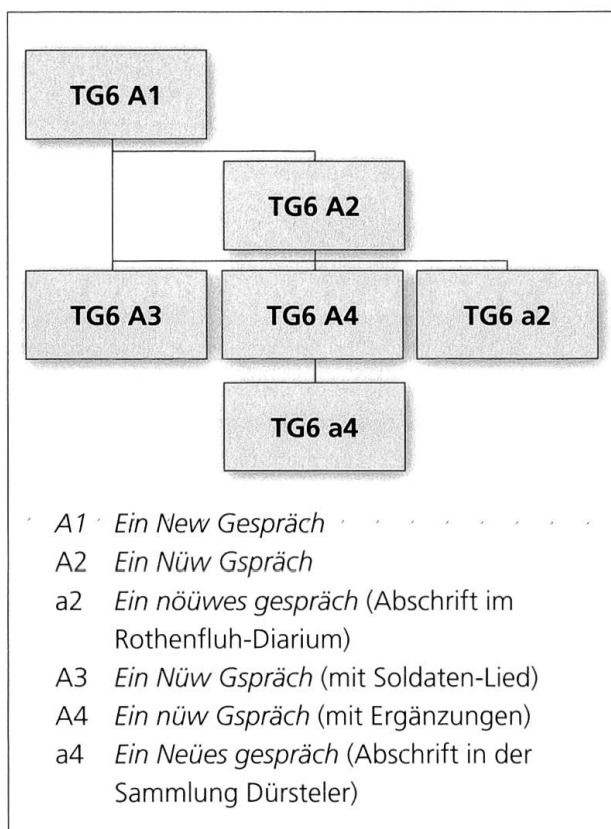 TG6 A1
TG6 A2
TG6 A3 TG6 A4 TG6 a2
TG6 a4
A1 Ein New Gespräch
A2 Ein Nüw Gspräch
a2 Ein nöüwes gespräch (Abschrift im
Rothenfluh-Diarium)
A3 Ein Nüw Gspräch (mit Soldaten-Lied)
A4 Ein nüw Gspräch (mit Ergänzungen)
a4 Ein Neües gespräch (Abschrift in der
Sammlung Dürsteler)